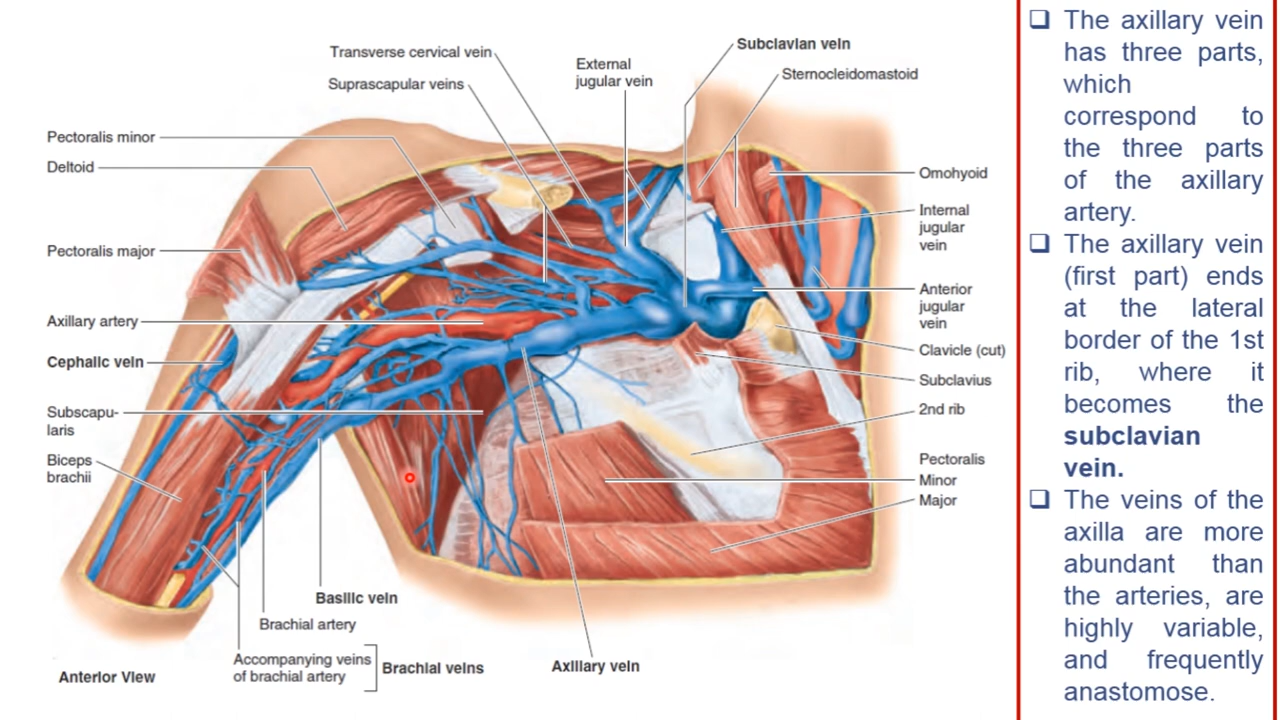 Transverse cervical vein
Suprascapular veins
External
jugular vein
Subclavian vein
Sternocleidomastoid
Pectoralis minor
Deltoid
Pectoralis major
Axillary artery
Cephalic vein
Subscapu-
laris
Biceps
brachii
Omohyoid
Internal
jugular
vein
Anterior
jugular
vein
Clavicle (cut)
Subclavius
2nd rib
Pectoralis
Minor
Major
Basilic vein
Brachial artery
Accompanying veins
of brachial artery
Brachial veins
Axillary vein
Anterior View
❑ The axillary vein
has three parts,
which
correspond to
the three parts
of the axillary
artery.
❑ The axillary vein
(first part) ends
at the lateral
border of the 1st
rib, where it
becomes the
subclavian
vein.
❑ The veins of the
axilla are more
abundant than
the arteries, are
highly variable,
and frequently
anastomose.